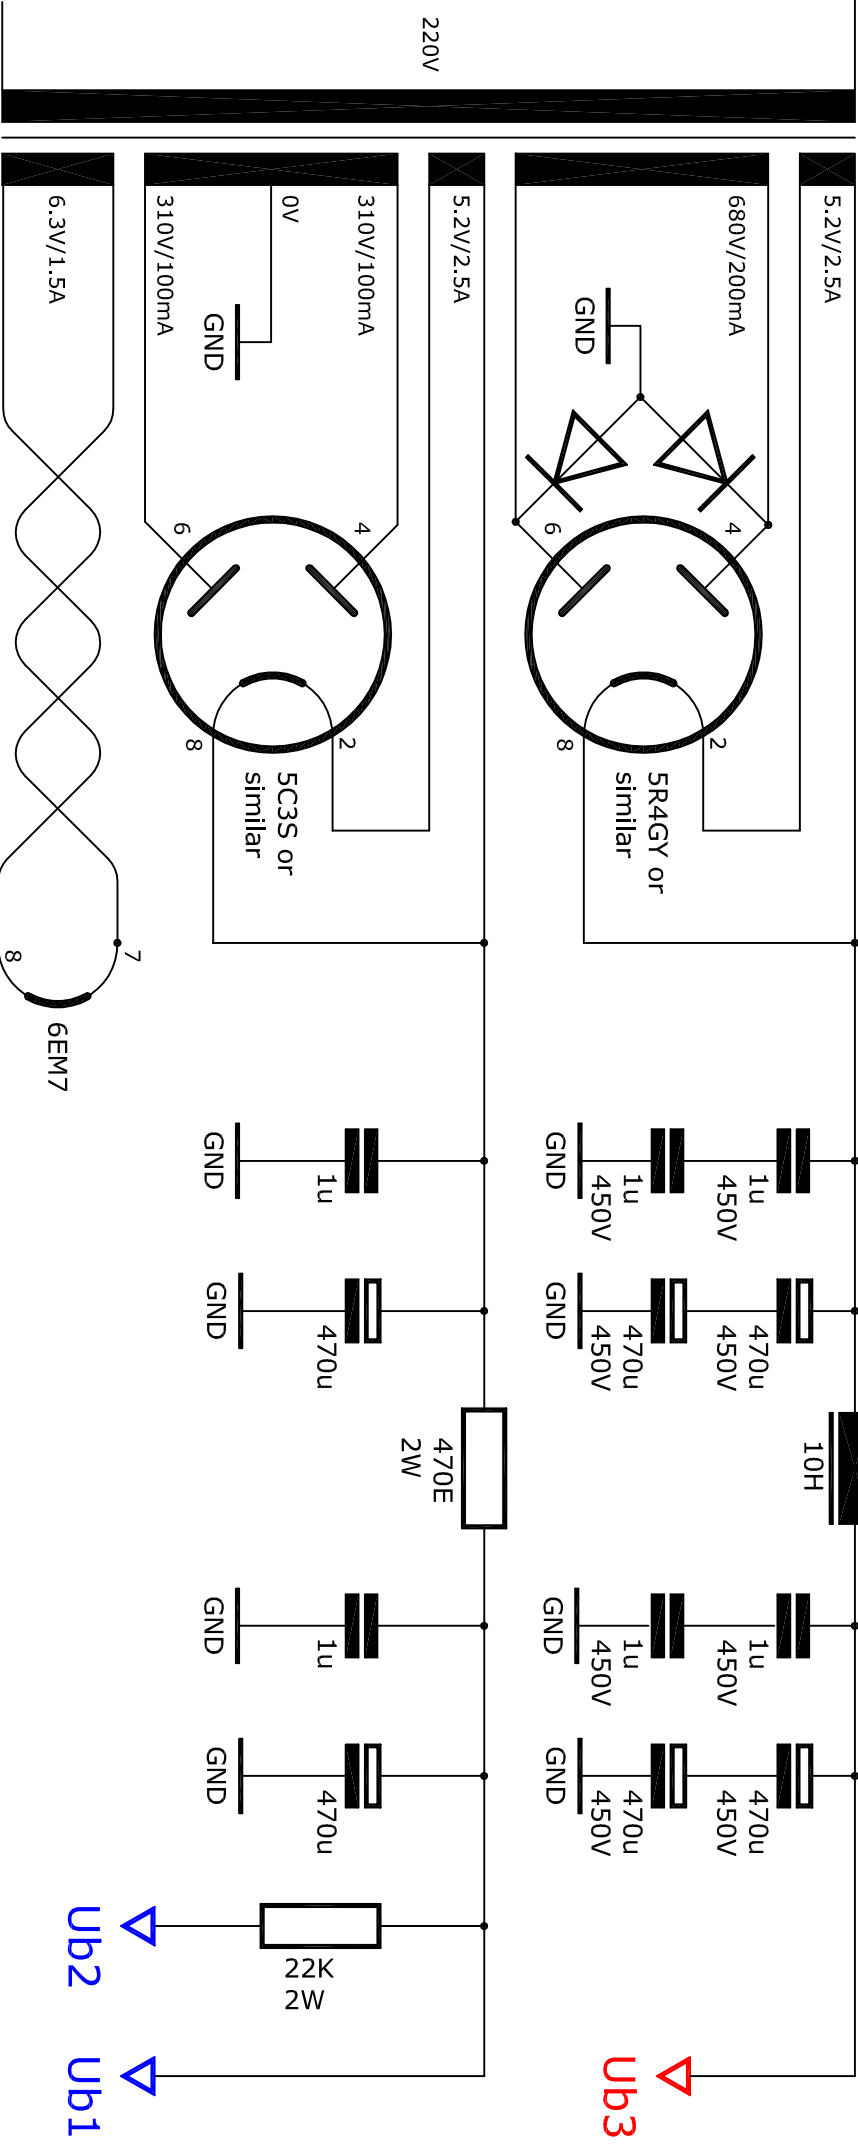 220V
5.2V/2.5A
680V/200mA
GND
4
6
2
8
5R4GY or
similar
1u
450V
1u
450V
GND
470u
450V
470u
450V
GND
10H
1u
450V
1u
450V
GND
470u
450V
470u
450V
GND
Ub3
5.2V/2.5A
310V/100mA
0V
310V/100mA
GND
4
6
2
8
5C3S or
similar
1u
GND
470u
GND
470E
2W
1u
GND
470u
GND
22K
2W
Ub2
Ub1
6.3V/1.5A
7
8
6EM7